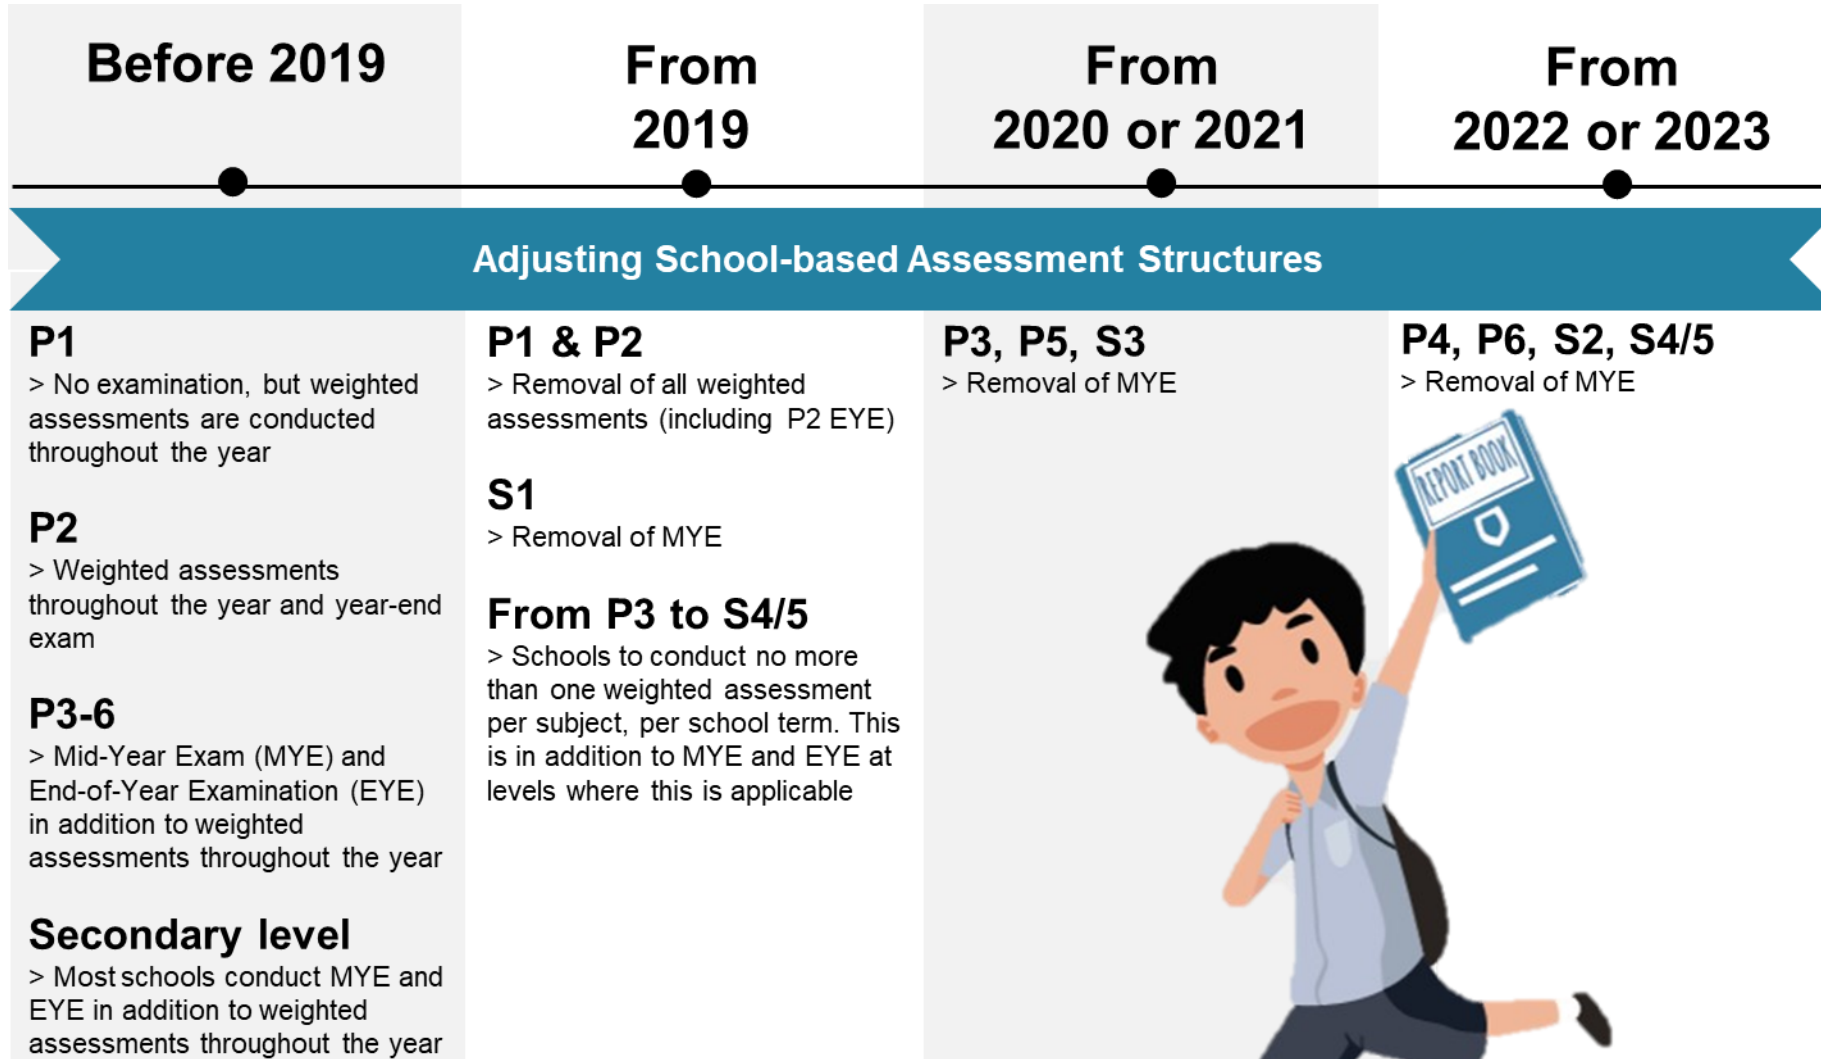 Before 2019
From
2019
From
2020 or 2021
From
2022 or 2023
Adjusting School-based Assessment Structures
P1
> No examination, but weighted
assessments are conducted
throughout the year
P2
> Weighted assessments
throughout the year and year-end
exam
P3-6
> Mid-Year Exam (MYE) and
End-of-Year Examination (EYE)
in addition to weighted
assessments throughout the year
Secondary level
> Most schools conduct MYE and
EYE in addition to weighted
assessments throughout the year
P1 & P2
> Removal of all weighted
assessments (including P2 EYE)
S1
> Removal of MYE
From P3 to S4/5
> Schools to conduct no more
than one weighted assessment
per subject, per school term. This
is in addition to MYE and EYE at
levels where this is applicable
P3, P5, S3
> Removal of MYE
P4, P6, S2, S4/5
> Removal of MYE
REPORT BOOK